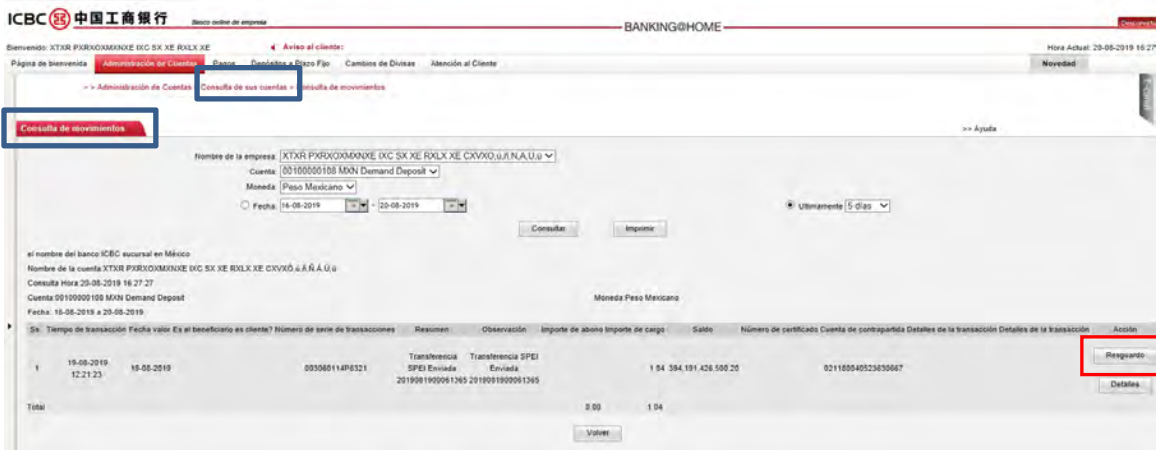 ICBC 中国工商银行 Banco online de empresa
BANKING@HOME
Bienvenido: XTXR PXRXOXMXNXE IXC SX XE RXLX XE
Aviso al cliente:
Hora Actual: 20-08-2019 16:27
Página de bienvenida Administración de Cuentas Pagos Depósitos a Plazo Fijo Cambios de Divisas Atención al Cliente Novedad
> > Administración de Cuentas > Consulta de sus cuentas > Consulta de movimientos
Consulta de movimientos
>> Ayuda
Nombre de la empresa: XTXR PXRXOXMXNXE IXC SX XE RXLX XE
Cuenta: 00100000108 MXN Demand Deposit
Moneda: Peso Mexicano
Fecha: 16-08-2019 - 20-08-2019
Ultimamente 5 días
Consultar Imprimir
el nombre del banco:ICBC sucursal en México
Nombre de la cuenta:XTXR PXRXOXMXNXE IXC SX XE RXLX XE
Consulta Hora:20-08-2019 16:27:27
Cuenta:00100000108 MXN Demand Deposit
Moneda:Peso Mexicano
Fecha: 16-08-2019 a 20-08-2019
Ss Tiempo de transacción Fecha valor Es el beneficiario es cliente? Número de serie de transacciones Resumen Observación Importe de abono Importe de cargo Saldo Número de certificado Cuenta de contrapartida Detalles de la transacción Detalles de la transacción Acción
1
19-08-2019
12:21:23
19-08-2019
003060114P6321
Transferencia
SPEI Enviada
2019081900061365
Transferencia SPEI
Enviada
2019081900061365
1.04 394,191,426,500.20
021180040523630667
Resguardo
Detalles
Total 0.00 1.04
Volver